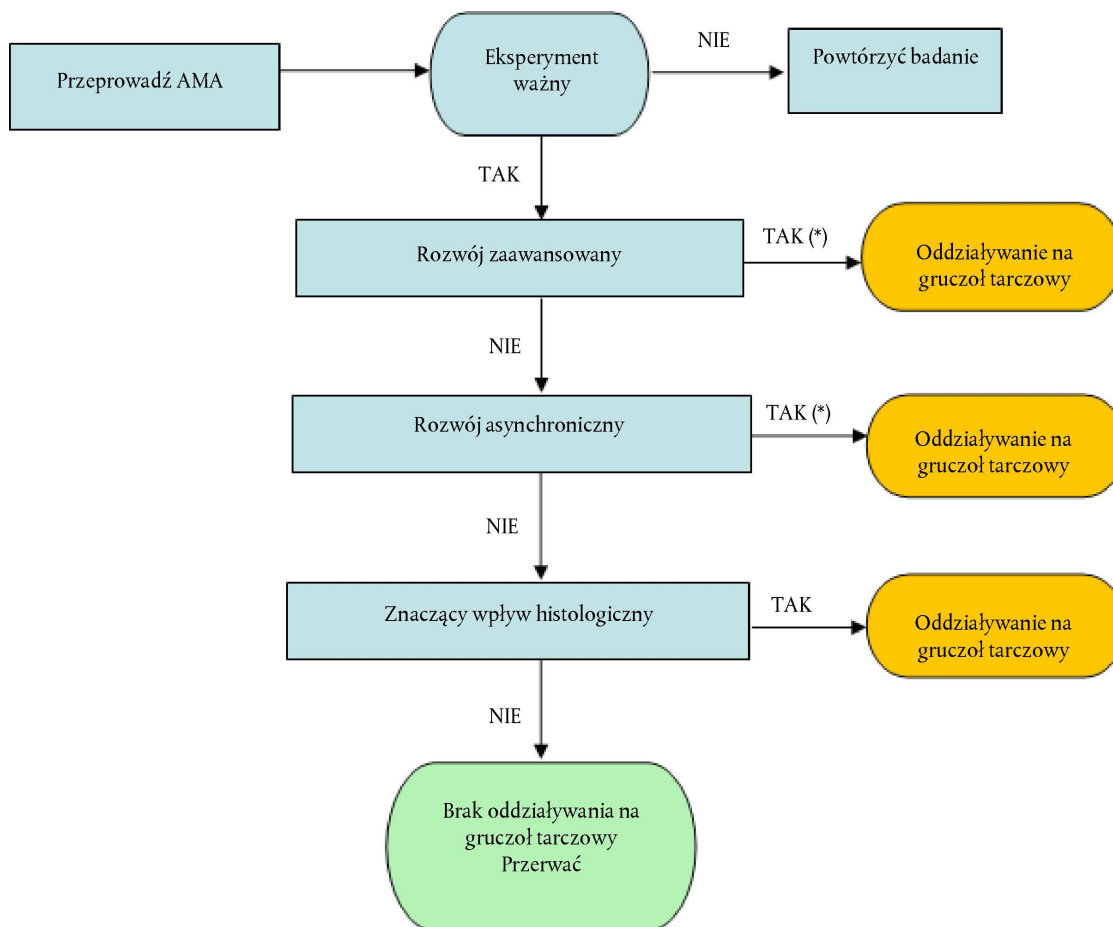 Przeprowadź AMA
Eksperyment
ważny
NIE
Powtórzyć badanie
TAK
Rozwój zaawansowany
TAK (*)
Oddziaływanie na
gruczoł tarczowy
NIE
Rozwój asynchroniczny
TAK (*)
Oddziaływanie na
gruczoł tarczowy
NIE
Znaczący wpływ histologiczny
TAK
Oddziaływanie na
gruczoł tarczowy
NIE
Brak oddziaływania na
gruczoł tarczowy
Przerwać